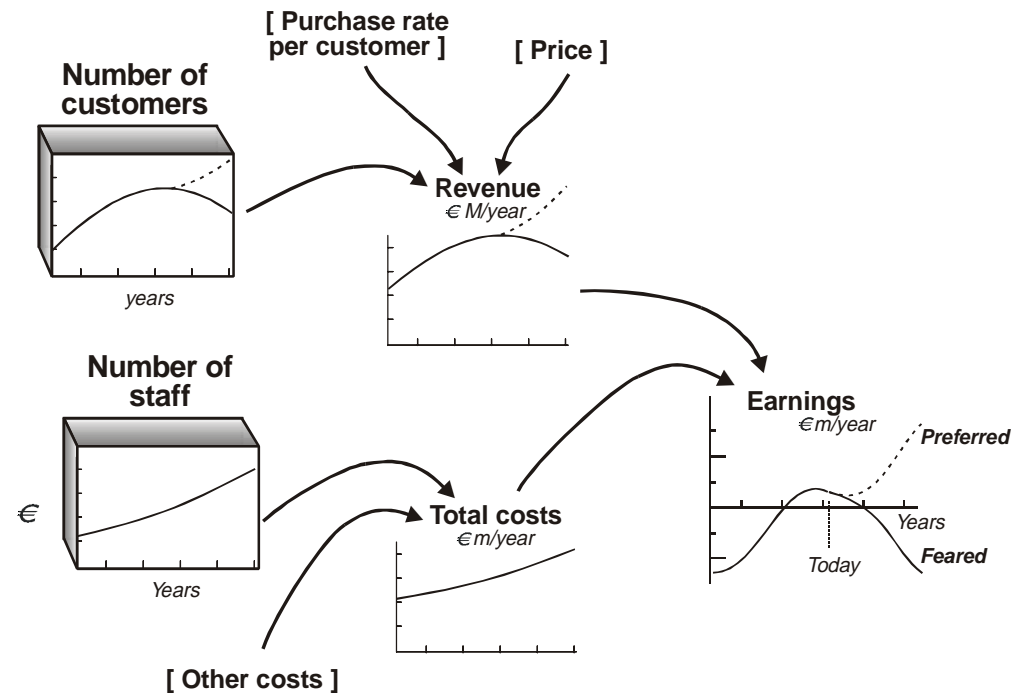 [ Purchase rate
per customer ]
[ Price ]
Number of
customers
years
Revenue
€ M/year
Number of
staff
€
Years
Total costs
€m/year
[ Other costs ]
Earnings
€m/year
Preferred
Years
Today
Feared